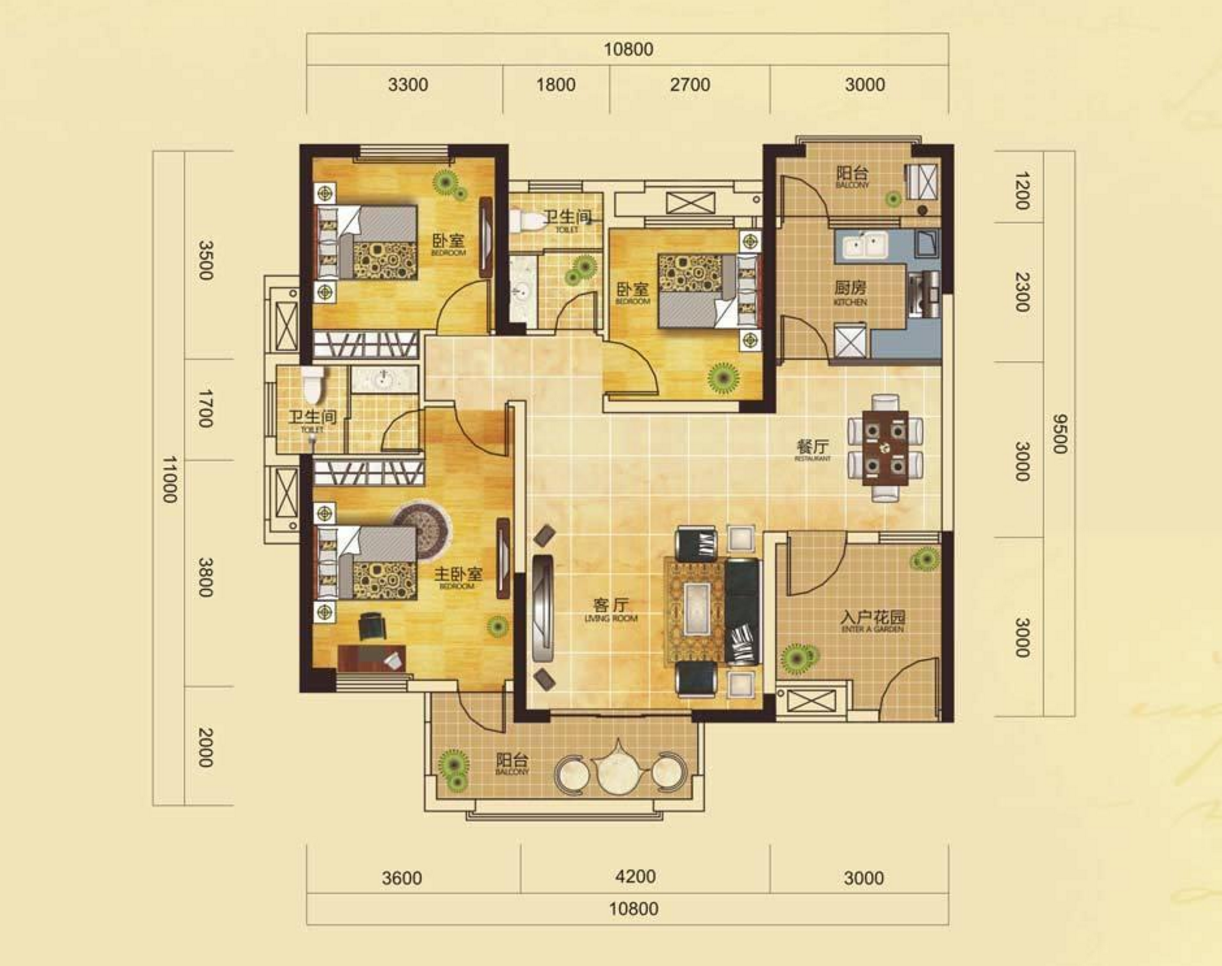 10800
3300 1800 2700 3000
阳台
BALCONY
卫生间
TOILET
卧室
BEDROOM
卧室
BEDROOM
厨房
KITCHEN
卫生间
TOILET
餐厅
RESTAURANT
主卧室
BEDROOM
客厅
LIVING ROOM
入户花园
ENTER A GARDEN
阳台
BALCONY
3500
1700
3800
2000
11000
1200
2300
3000
3000
9500
3600 4200 3000
10800